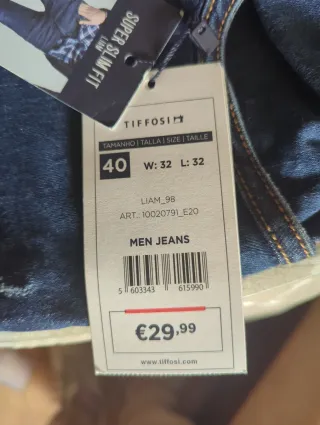 SUPER SLIM FIT
LIAM
TIFFOSI
TAMANHO | TALLA | SIZE | TAILLE
40 W: 32 L: 32
LIAM_98
ART.: 10020791_E20
MEN JEANS
5 603343 615990
€29,99
www.tiffosi.com